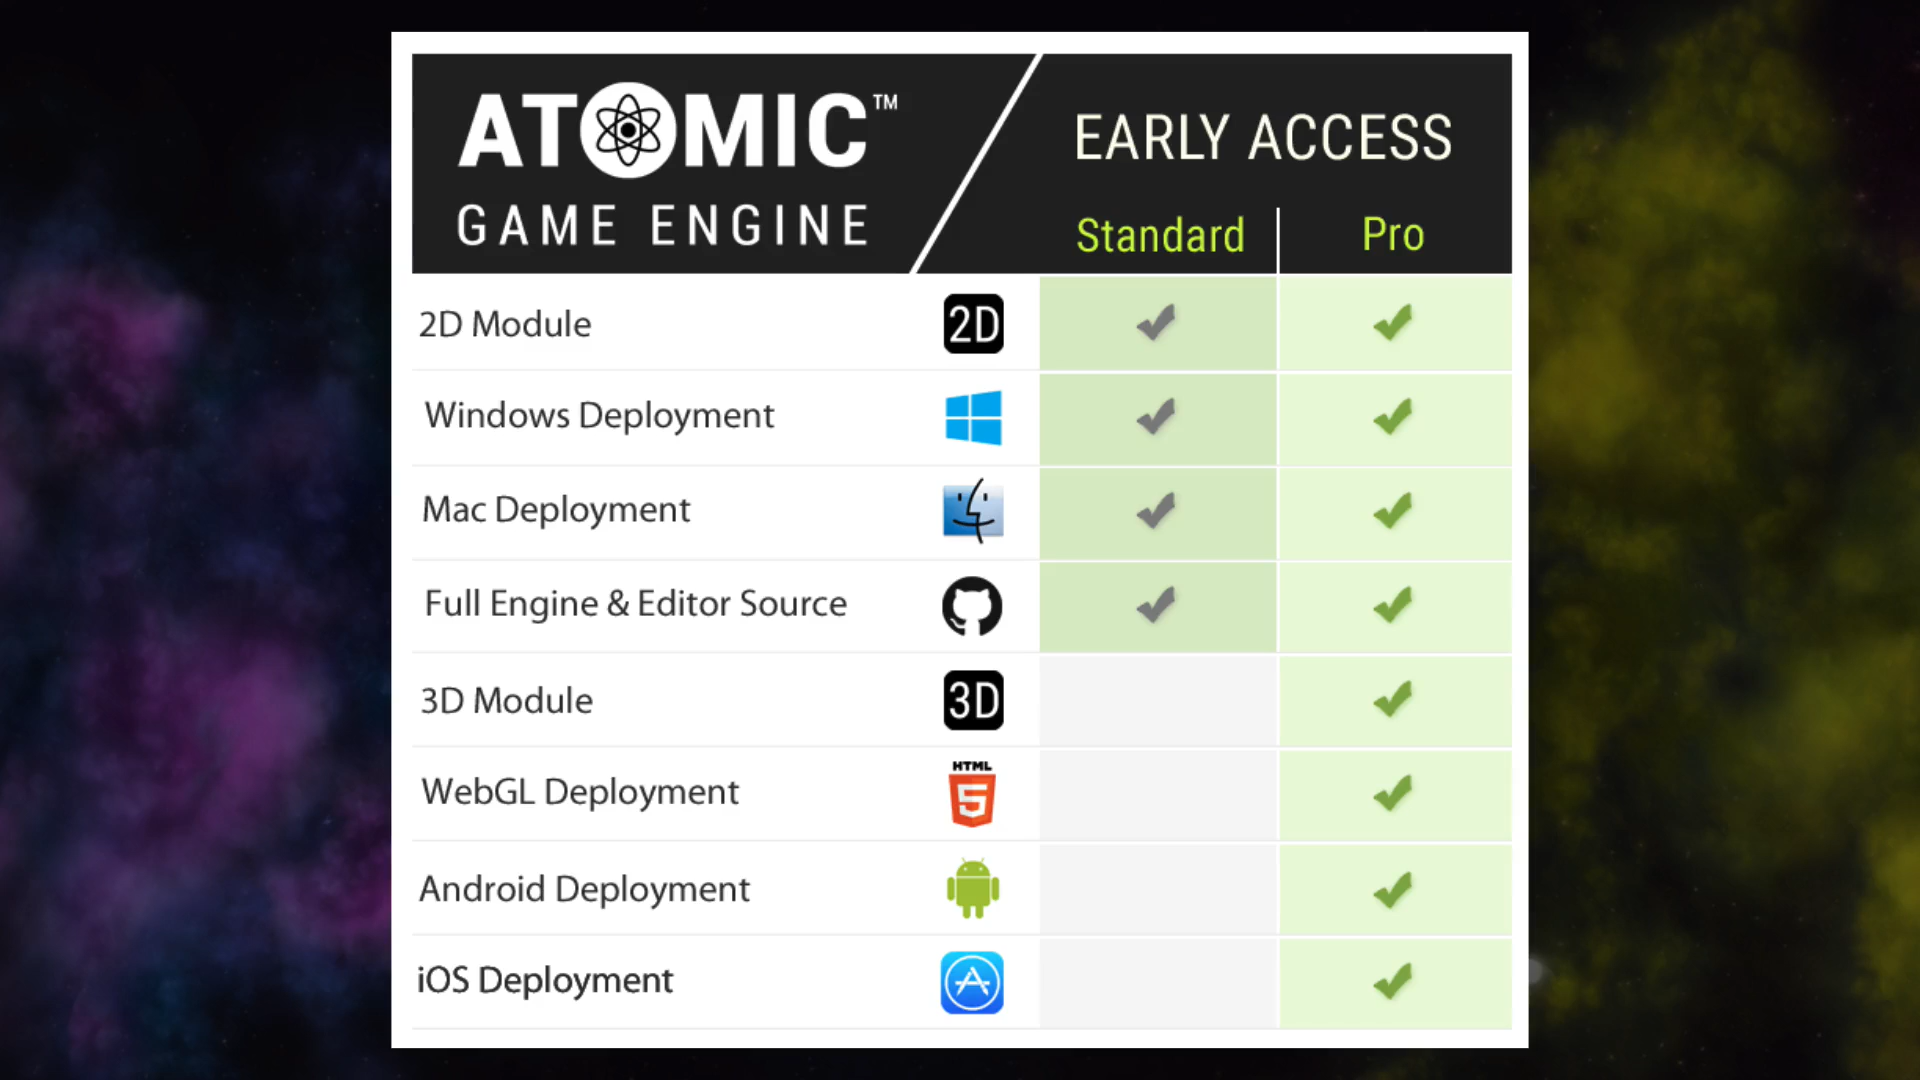 ATOMIC™
GAME ENGINE
EARLY ACCESS
Standard
Pro
2D Module
2D
Windows Deployment
Mac Deployment
Full Engine & Editor Source
3D Module
3D
WebGL Deployment
HTML
5
Android Deployment
iOS Deployment